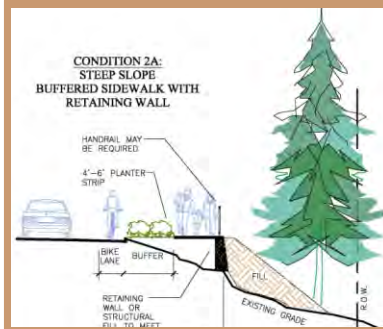 CONDITION 2A:
STEEP SLOPE
BUFFERED SIDEWALK WITH
RETAINING WALL
HANDRAIL MAY
BE REQUIRED
4'-6' PLANTER
STRIP
BIKE
LANE
BUFFER
FILL
RETAINING
WALL OR
STRUCTURAL
FILL TO MEET
EXISTING GRADE
R.O.W.